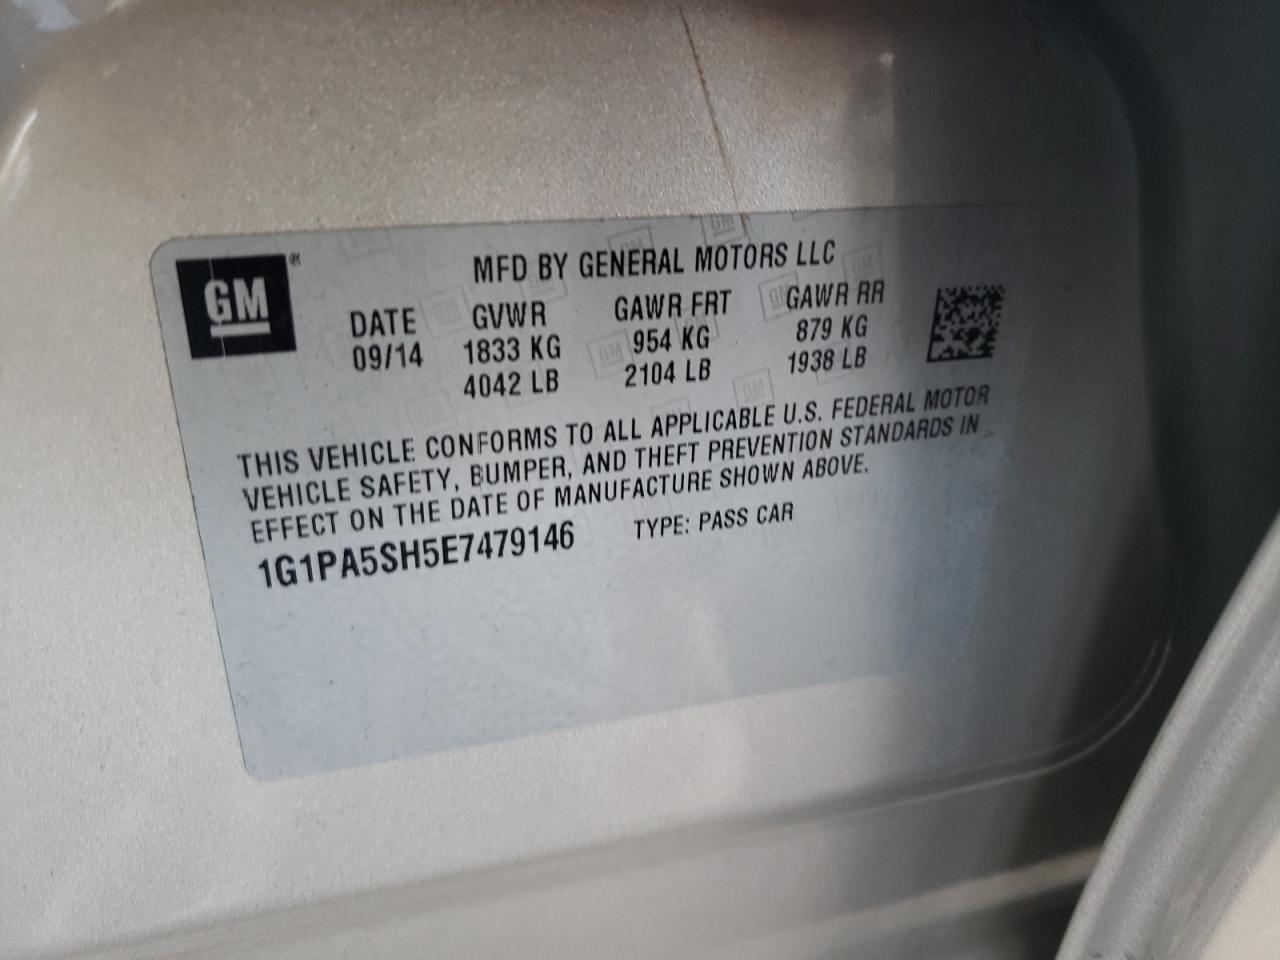 GM®
MFD BY GENERAL MOTORS LLC
DATE GVWR GAWR FRT GAWR RR
09/14 1833 KG 954 KG 879 KG
4042 LB 2104 LB 1938 LB
THIS VEHICLE CONFORMS TO ALL APPLICABLE U.S. FEDERAL MOTOR
VEHICLE SAFETY, BUMPER, AND THEFT PREVENTION STANDARDS IN
EFFECT ON THE DATE OF MANUFACTURE SHOWN ABOVE.
1G1PA5SH5E7479146 TYPE: PASS CAR